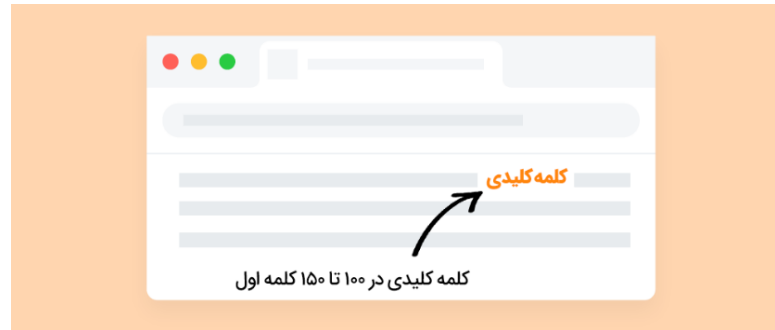 کلمه کلیدی
کلمه کلیدی در ۱۰۰ تا ۱۵۰ کلمه اول